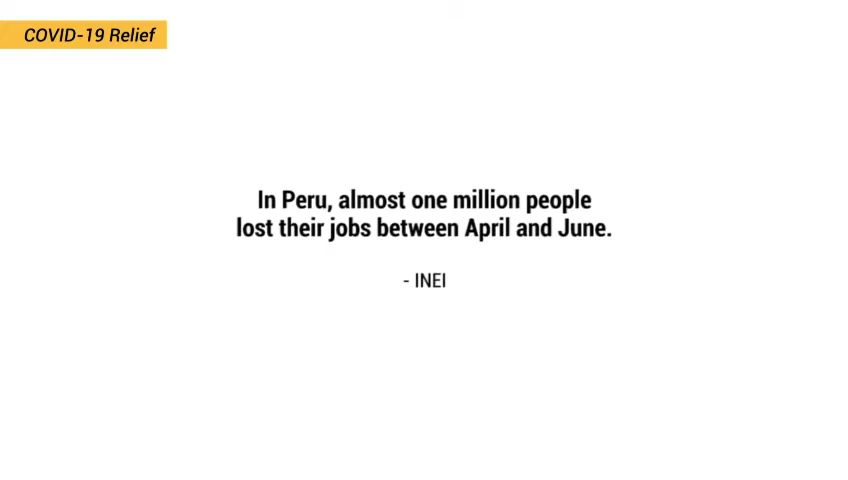 COVID-19 Relief
In Peru, almost one million people
lost their jobs between April and June.
- INEI